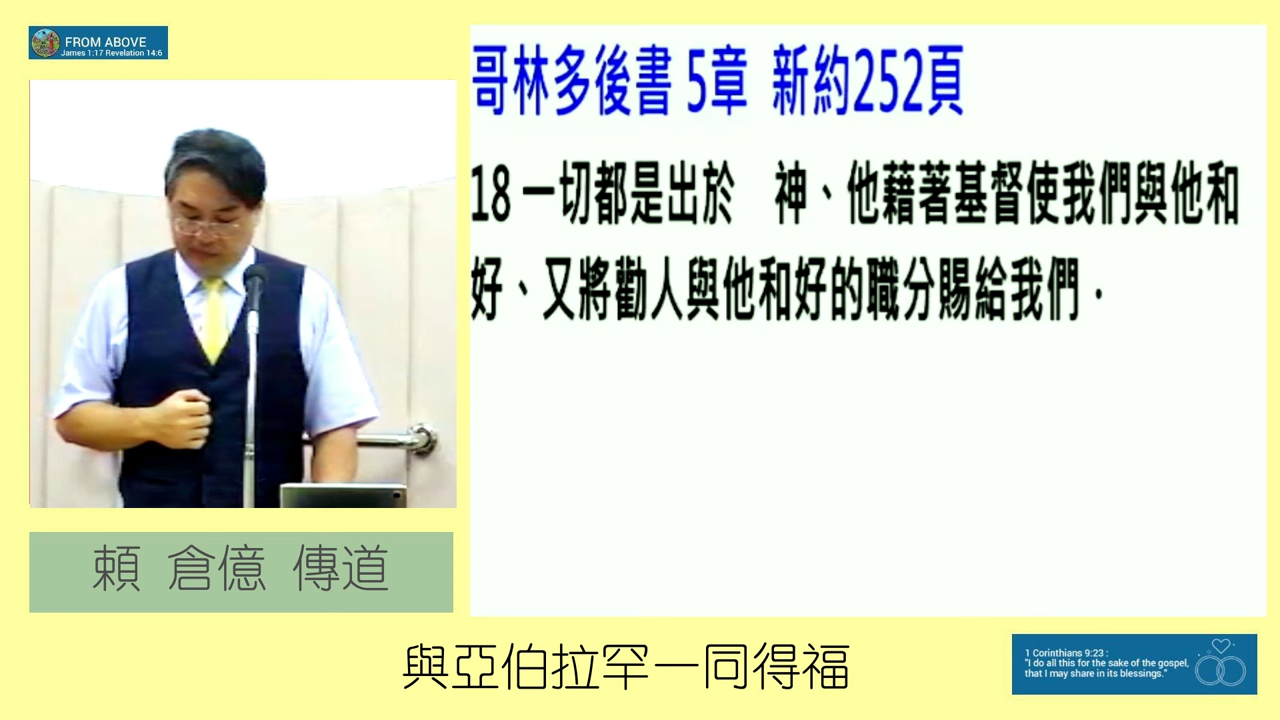 FROM ABOVE
James 1:17 Revelation 14:6
哥林多後書 5章 新約252頁
18 一切都是出於　神、他藉著基督使我們與他和
好、又將勸人與他和好的職分賜給我們．
賴 倉億 傳道
與亞伯拉罕一同得福
1 Corinthians 9:23 :
"I do all this for the sake of the gospel,
that I may share in its blessings."